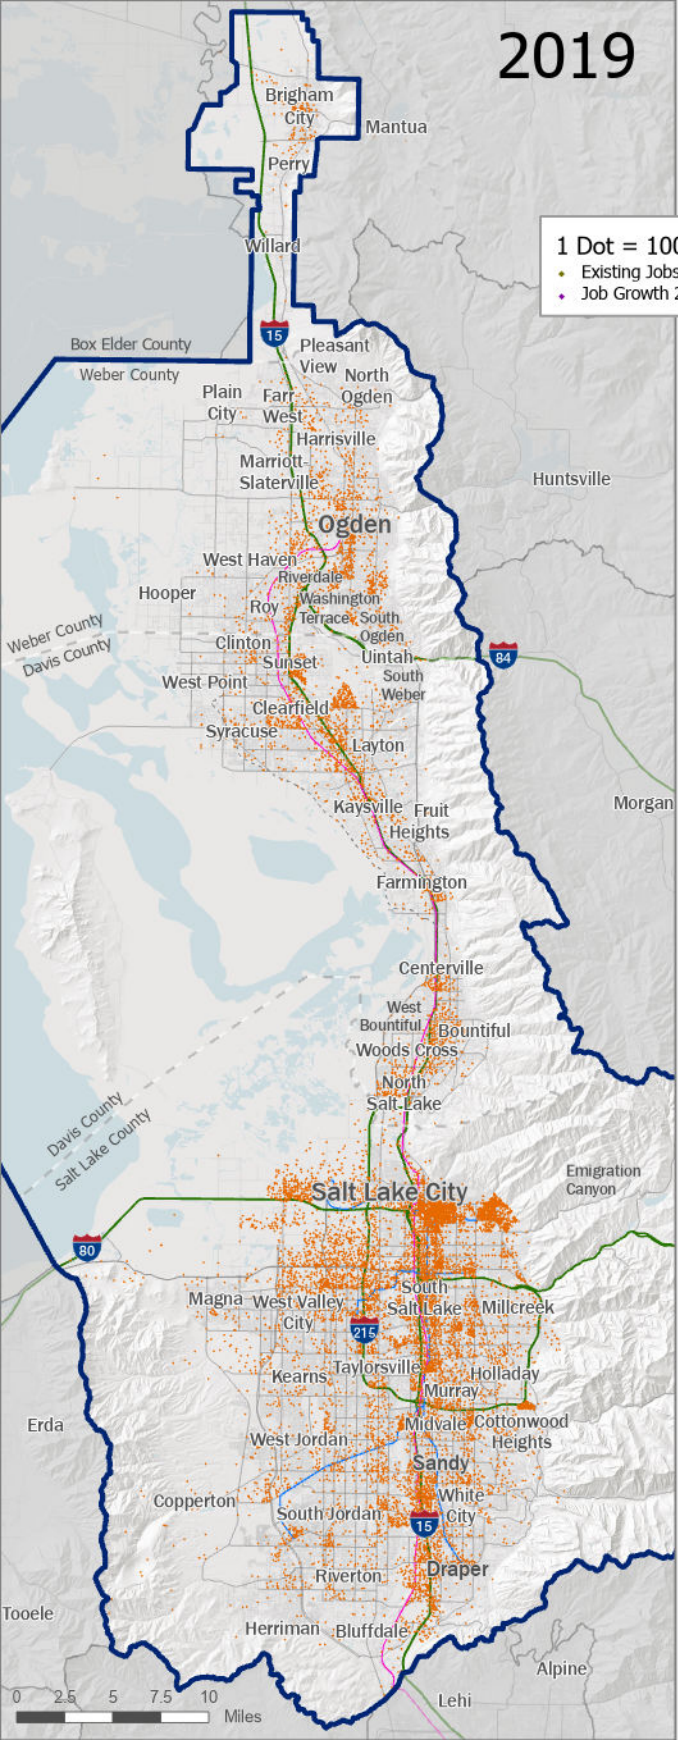 2019
Brigham
City
Mantua
Perry
Willard
1 Dot = 100
Existing Jobs
Job Growth 2
15
Box Elder County
Weber County
Pleasant
View
North
Ogden
Plain
City
Farr
West
Harrisville
Marriott-
Slaterville
Huntsville
Ogden
West Haven
Riverdale
Hooper
Roy
Washington
Terrace
South
Ogden
Weber County
Davis County
Clinton
Sunset
Uintah
84
West Point
South
Weber
Clearfield
Syracuse
Layton
Kaysville
Fruit
Heights
Morgan
Farmington
Centerville
West
Bountiful
Bountiful
Woods Cross
North
Salt Lake
Davis County
Salt Lake County
Emigration
Canyon
Salt Lake City
80
Magna
West Valley
City
South
Salt Lake
Millcreek
215
Taylorsville
Kearns
Holladay
Murray
Erda
Midvale
Cottonwood
Heights
West Jordan
Sandy
Copperton
White
City
South Jordan
15
Draper
Riverton
Tooele
Herriman
Bluffdale
Alpine
Lehi
0 2.5 5 7.5 10
Miles